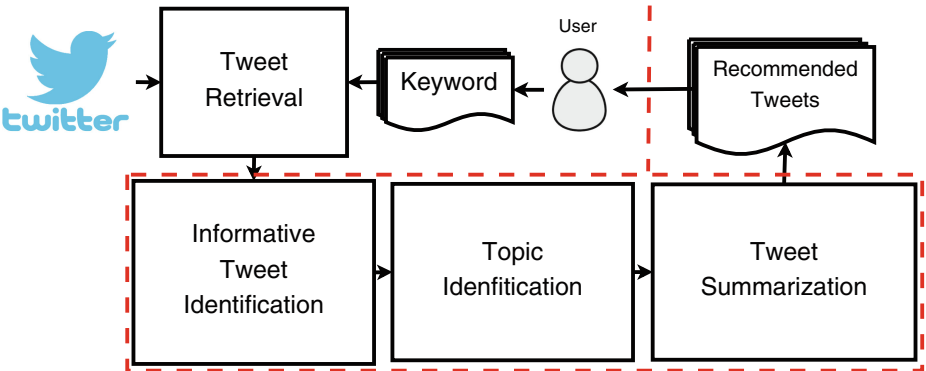 twitter
Tweet
Retrieval
Keyword
User
Recommended
Tweets
Informative
Tweet
Identification
Topic
Idenfitication
Tweet
Summarization